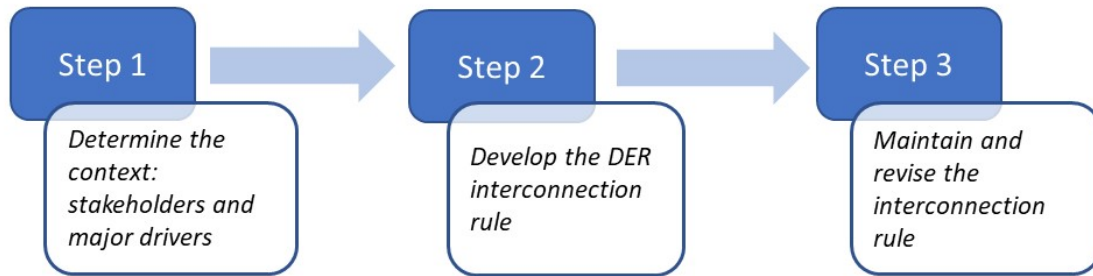 Step 1
Determine the
context:
stakeholders and
major drivers
Step 2
Develop the DER
interconnection
rule
Step 3
Maintain and
revise the
interconnection
rule